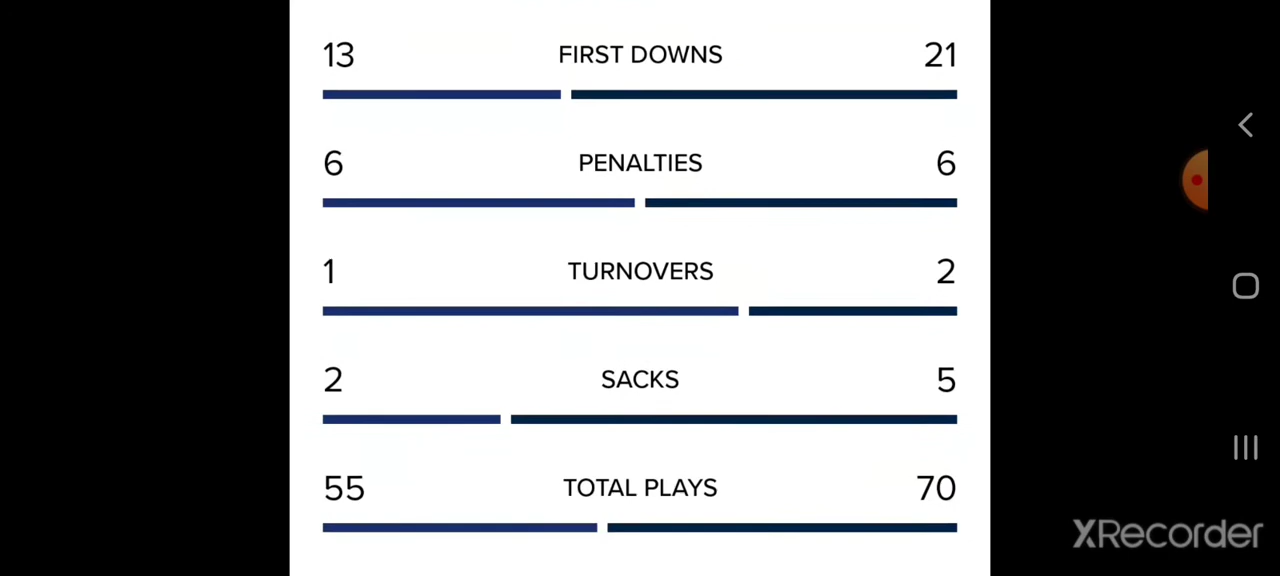 13 FIRST DOWNS 21
6 PENALTIES 6
1 TURNOVERS 2
2 SACKS 5
55 TOTAL PLAYS 70
XRecorder